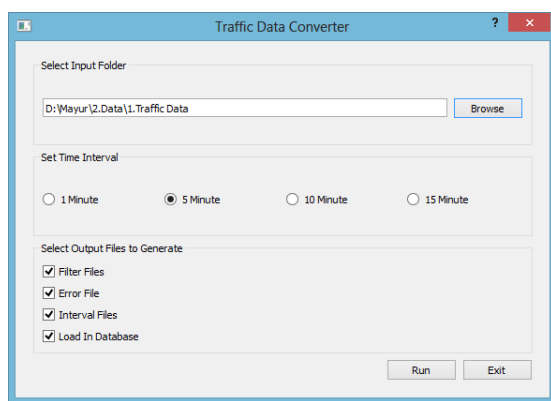 Traffic Data Converter ? ×
Select Input Folder
D:\Mayur\2.Data\1.Traffic Data Browse
Set Time Interval
1 Minute 5 Minute 10 Minute 15 Minute
Select Output Files to Generate
Filter Files
Error File
Interval Files
Load In Database
Run Exit